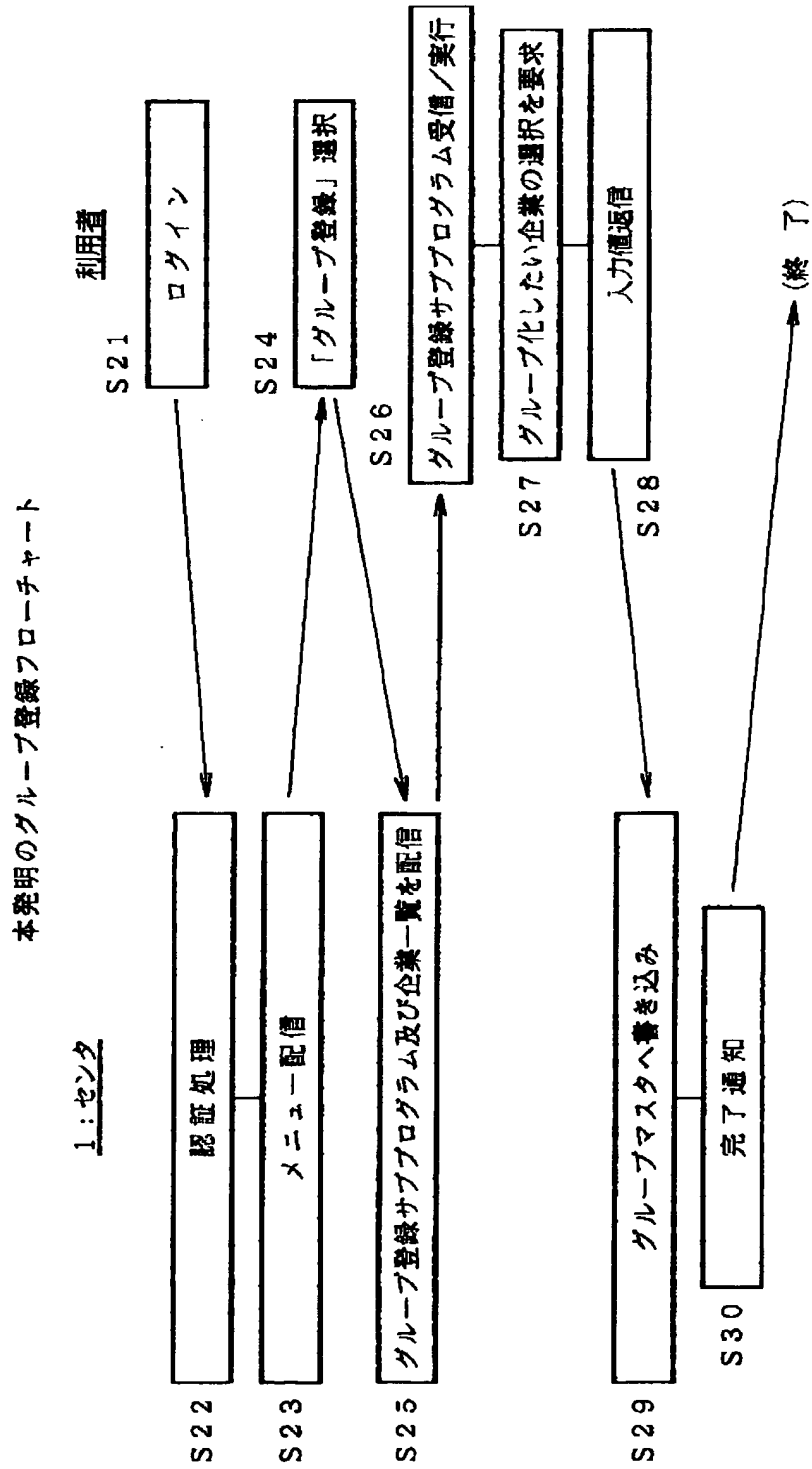 本発明のグループ登録フローチャート
1：センタ
利用者
S21
ログイン
S22
認証処理
S23
メニュー配信
S24
「グループ登録」選択
S25
グループ登録サブプログラム及び企業一覧を配信
S26
グループ登録サブプログラム受信／実行
S27
グループ化したい企業の選択を要求
S28
入力値返信
S29
グループマスタへ書き込み
S30
完了通知
(終 了)